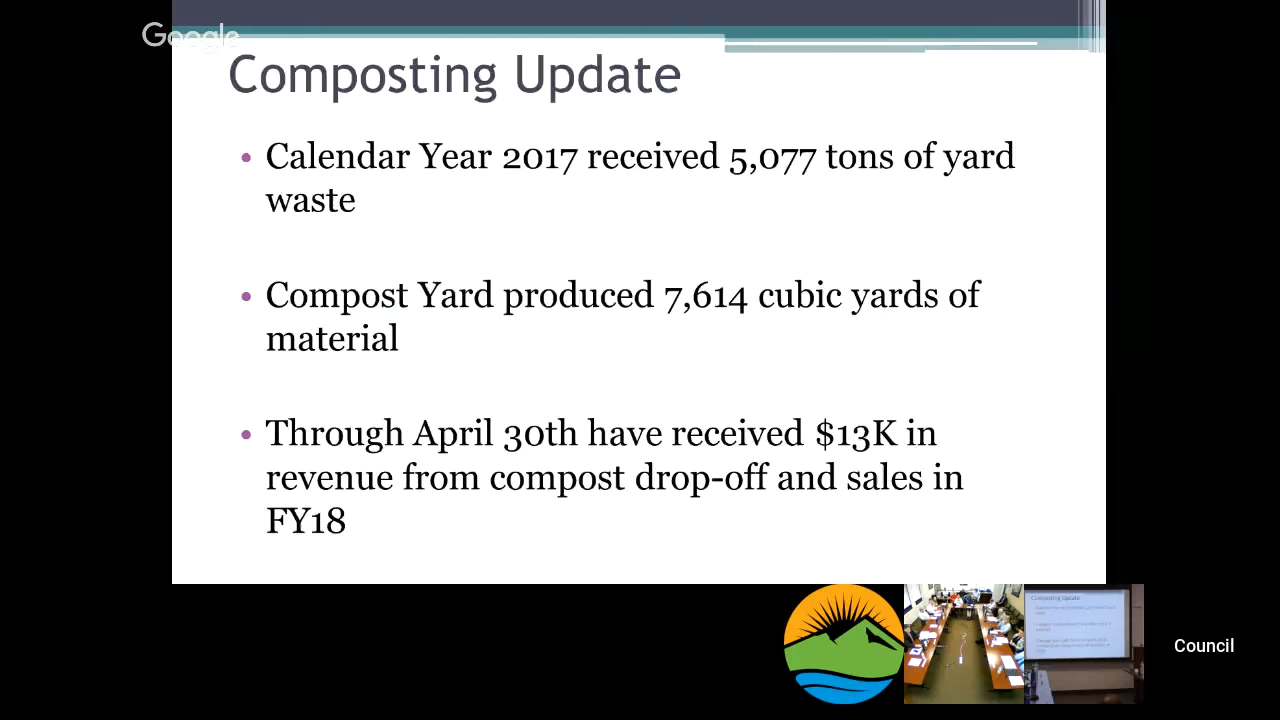 Google
Composting Update
• Calendar Year 2017 received 5,077 tons of yard
waste
• Compost Yard produced 7,614 cubic yards of
material
• Through April 30th have received $13K in
revenue from compost drop-off and sales in
FY18
Composting Update
Council